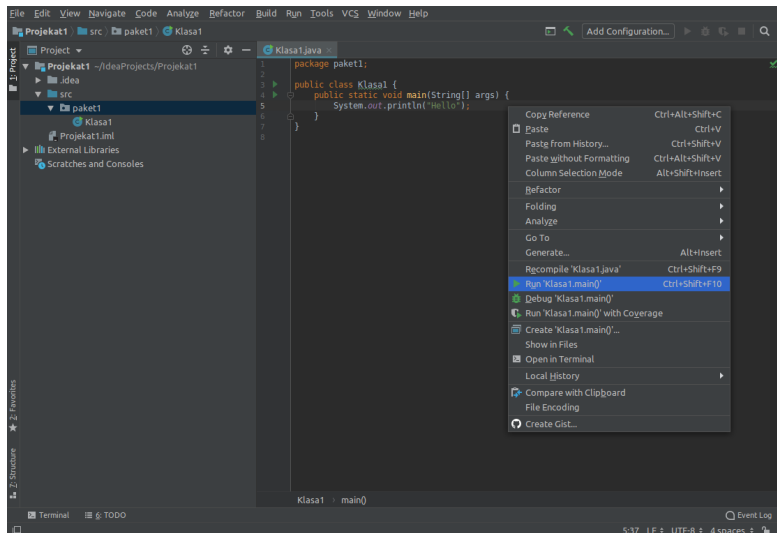 File Edit View Navigate Code Analyze Refactor Build Run Tools VCS Window Help
Projekat1 src paket1 Klasa1 Add Configuration...
1: Project
Project
Klasa1.java
Projekat1 ~/IdeaProjects/Projekat1
.idea
src
paket1
Klasa1
Projekat1.iml
External Libraries
Scratches and Consoles
1 package paket1;
2
3 public class Klasa1 {
4 public static void main(String[] args) {
5 System.out.println("Hello");
6 }
7 }
8
Copy Reference Ctrl+Alt+Shift+C
Paste Ctrl+V
Paste from History... Ctrl+Shift+V
Paste without Formatting Ctrl+Alt+Shift+V
Column Selection Mode Alt+Shift+Insert
Refactor
Folding
Analyze
Go To
Generate... Alt+Insert
Recompile 'Klasa1.java' Ctrl+Shift+F9
Run 'Klasa1.main()' Ctrl+Shift+F10
Debug 'Klasa1.main()'
Run 'Klasa1.main()' with Coverage
Create 'Klasa1.main()'...
Show in Files
Open in Terminal
Local History
Compare with Clipboard
File Encoding
Create Gist...
2: Favorites
Z: Structure
Klasa1 main()
Terminal 6: TODO Event Log
5:37 LF UTF-8 4 spaces